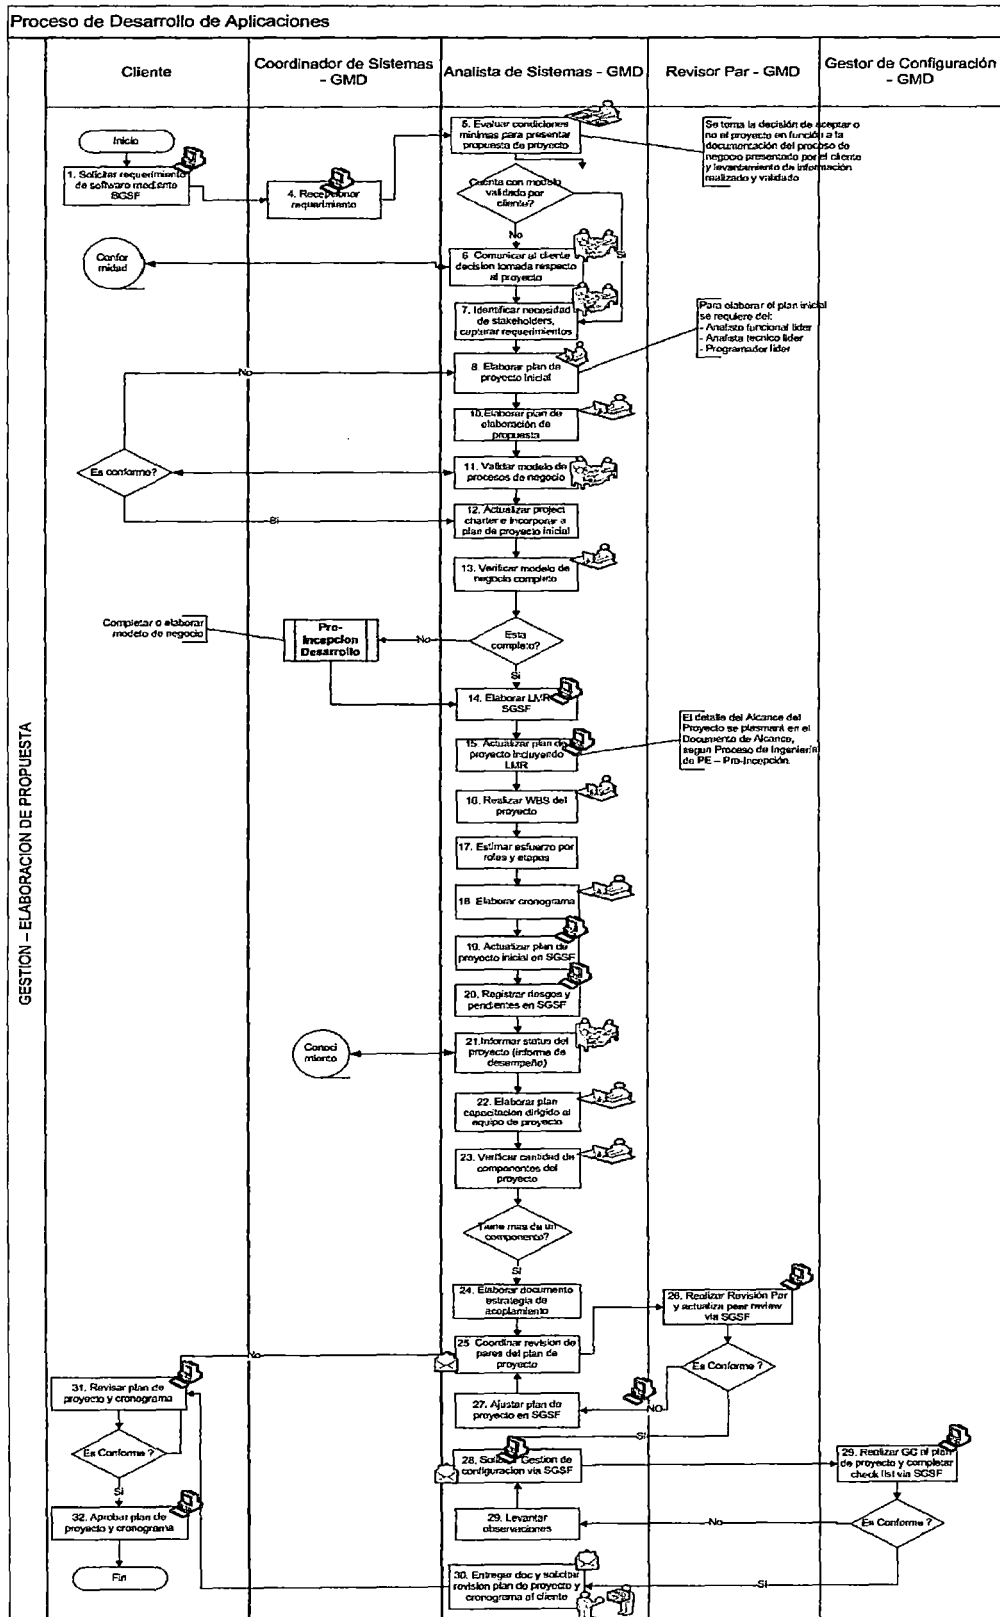 Proceso de Desarrollo de Aplicaciones
Cliente
Coordinador de Sistemas
- GMD
Analista de Sistemas - GMD
Revisor Par - GMD
Gestor de Configuración
- GMD
GESTION – ELABORACION DE PROPUESTA
Inicio
1. Solicitar requerimiento
de software mediante
SGSF
4. Recepcionar
requerimiento
5. Evaluar condiciones
minimas para presentar
propuesta de proyecto
Se toma la decisión de aceptar o
no el proyecto en función a la
documentación del proceso de
negocio presentado por el cliente
y levantamiento de información
realizado y validado
Cuenta con modelo
validado por
cliente?
No
Si
Confor
midad
6. Comunicar al cliente
decision tomada respecto
al proyecto
7. Identificar necesidad
de stakeholders,
capturar requerimientos
Para elaborar el plan inicial
se requiere del:
- Analista funcional lider
- Analista tecnico lider
- Programador lider
No
8. Elaborar plan de
proyecto Inicial
10.Elaborar plan de
elaboración de
propuesta
Es conforme?
11. Validar modelo de
procesos de negocio
Si
12. Actualizar project
charter e Incorporar a
plan de proyecto inicial
13. Verificar modelo de
negocio completo
Completar o elaborar
modelo de negocio
Pre-
Incepcion
Desarrollo
No
Esta
completo?
Si
14. Elaborar LMR
SGSF
15. Actualizar plan de
proyecto incluyendo
LMR
El detalle del Alcance del
Proyecto se plasmará en el
Documento de Alcance,
segun Proceso de Ingeniería
de PE – Pre-Incepción.
16. Realizar WBS del
proyecto
17. Estimar esfuerzo por
roles y etapas
18 Elaborar cronograma
19. Actualizar plan de
proyecto inicial en SGSF
20. Registrar riesgos y
pendientes en SGSF
Conoci
miento
21.Informar status del
proyecto (informe de
desempeño)
22. Elaborar plan
capacitacion dirigido al
equipo de proyecto
23. Verificar cantidad de
componentes del
proyecto
Tiene mas de un
componente?
Si
24. Elaborar documento
estrategia de
acoplamiento
26. Realizar Revisión Par
y actualiza peer review
via SGSF
No
25 Coordinar revision de
pares del plan de
proyecto
Es Conforme ?
31. Revisar plan de
proyecto y cronograma
27. Ajustar plan de
proyecto en SGSF
NO
Si
Es Conforme ?
28. Solicitar Gestion de
configuracion via SGSF
29. Realizar GC al plan
de proyecto y completar
check list via SGSF
Si
32. Aprobar plan de
proyecto y cronograma
29. Levantar
observaciones
No
Es Conforme ?
Fin
30. Entregar doc y solicitar
revisión plan de proyecto y
cronograma al cliente
Si